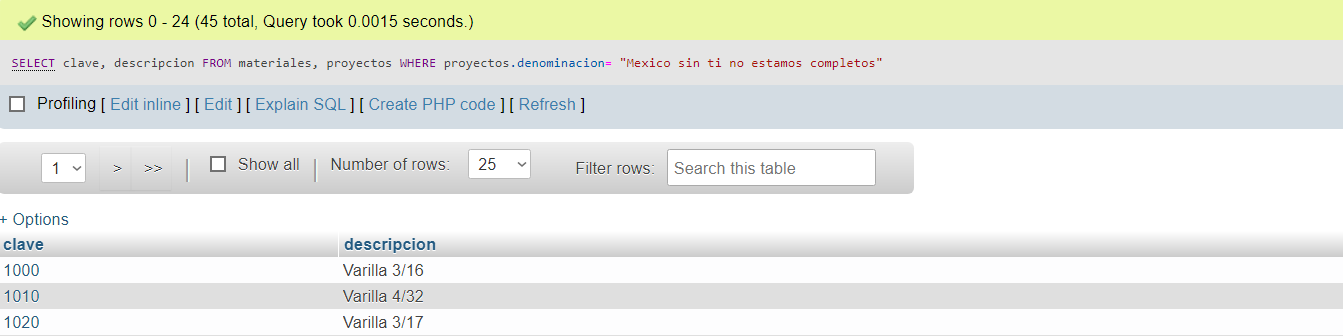 Showing rows 0 - 24 (45 total, Query took 0.0015 seconds.)
SELECT clave, descripcion FROM materiales, proyectos WHERE proyectos.denominacion= "Mexico sin ti no estamos completos"
Profiling [ Edit inline ] [ Edit ] [ Explain SQL ] [ Create PHP code ] [ Refresh ]
1 > >> | Show all | Number of rows: 25 Filter rows: Search this table
+ Options
clave descripcion
1000 Varilla 3/16
1010 Varilla 4/32
1020 Varilla 3/17